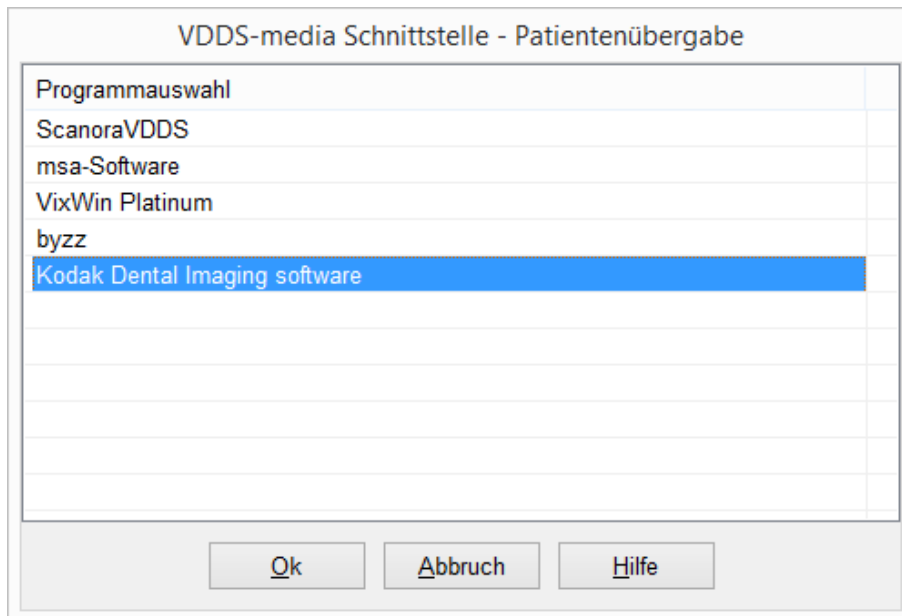 VDDS-media Schnittstelle - Patientenübergabe
Programmauswahl
ScanoraVDDS
msa-Software
VixWin Platinum
byzz
Kodak Dental Imaging software
Ok Abbruch Hilfe